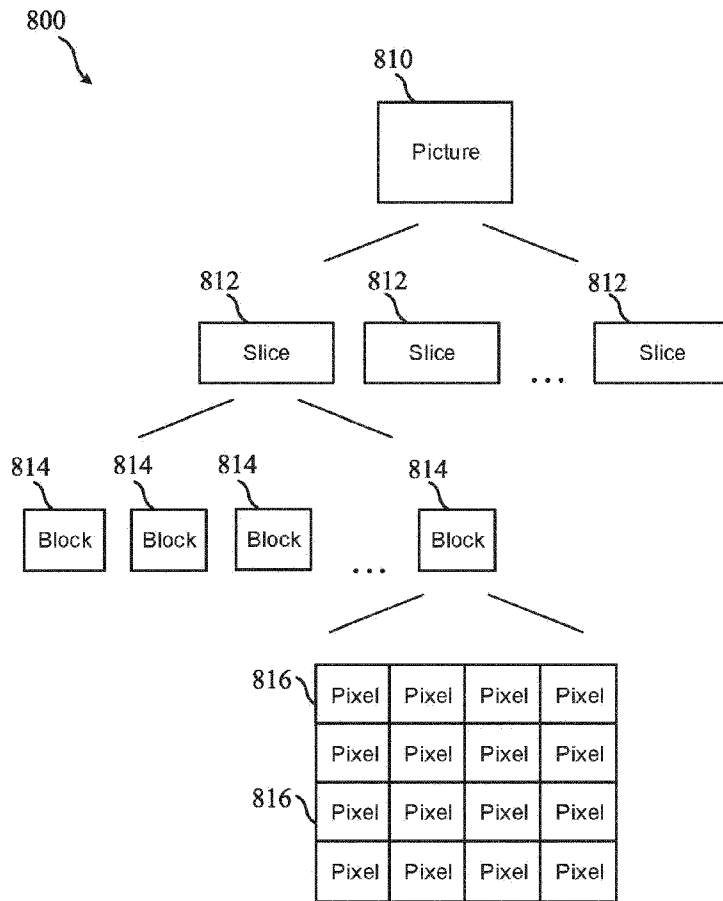 800
810
Picture
812 812 812
Slice Slice ... Slice
814 814 814 814
Block Block Block ... Block
816 Pixel Pixel Pixel Pixel
Pixel Pixel Pixel Pixel
816 Pixel Pixel Pixel Pixel
Pixel Pixel Pixel Pixel